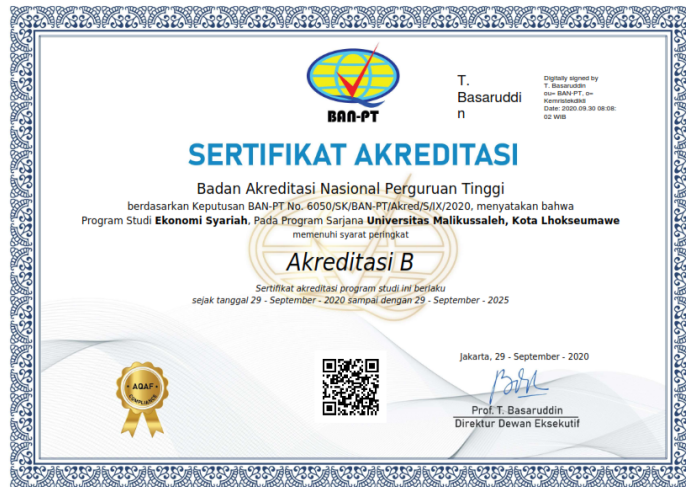 BAN-PT
T.
Basaruddi
n
Digitally signed by
T. Basaruddin
ou= BAN-PT, o=
Kemristekdikti
Date: 2020.09.30 08:08:
02 WIB
SERTIFIKAT AKREDITASI
Badan Akreditasi Nasional Perguruan Tinggi
berdasarkan Keputusan BAN-PT No. 6050/SK/BAN-PT/Akred/S/IX/2020, menyatakan bahwa
Program Studi Ekonomi Syariah, Pada Program Sarjana Universitas Malikussaleh, Kota Lhokseumawe
memenuhi syarat peringkat
Akreditasi B
Sertifikat akreditasi program studi ini berlaku
sejak tanggal 29 - September - 2020 sampai dengan 29 - September - 2025
Jakarta, 29 - September - 2020
AQAF
COMPLIANCE
Prof. T. Basaruddin
Direktur Dewan Eksekutif